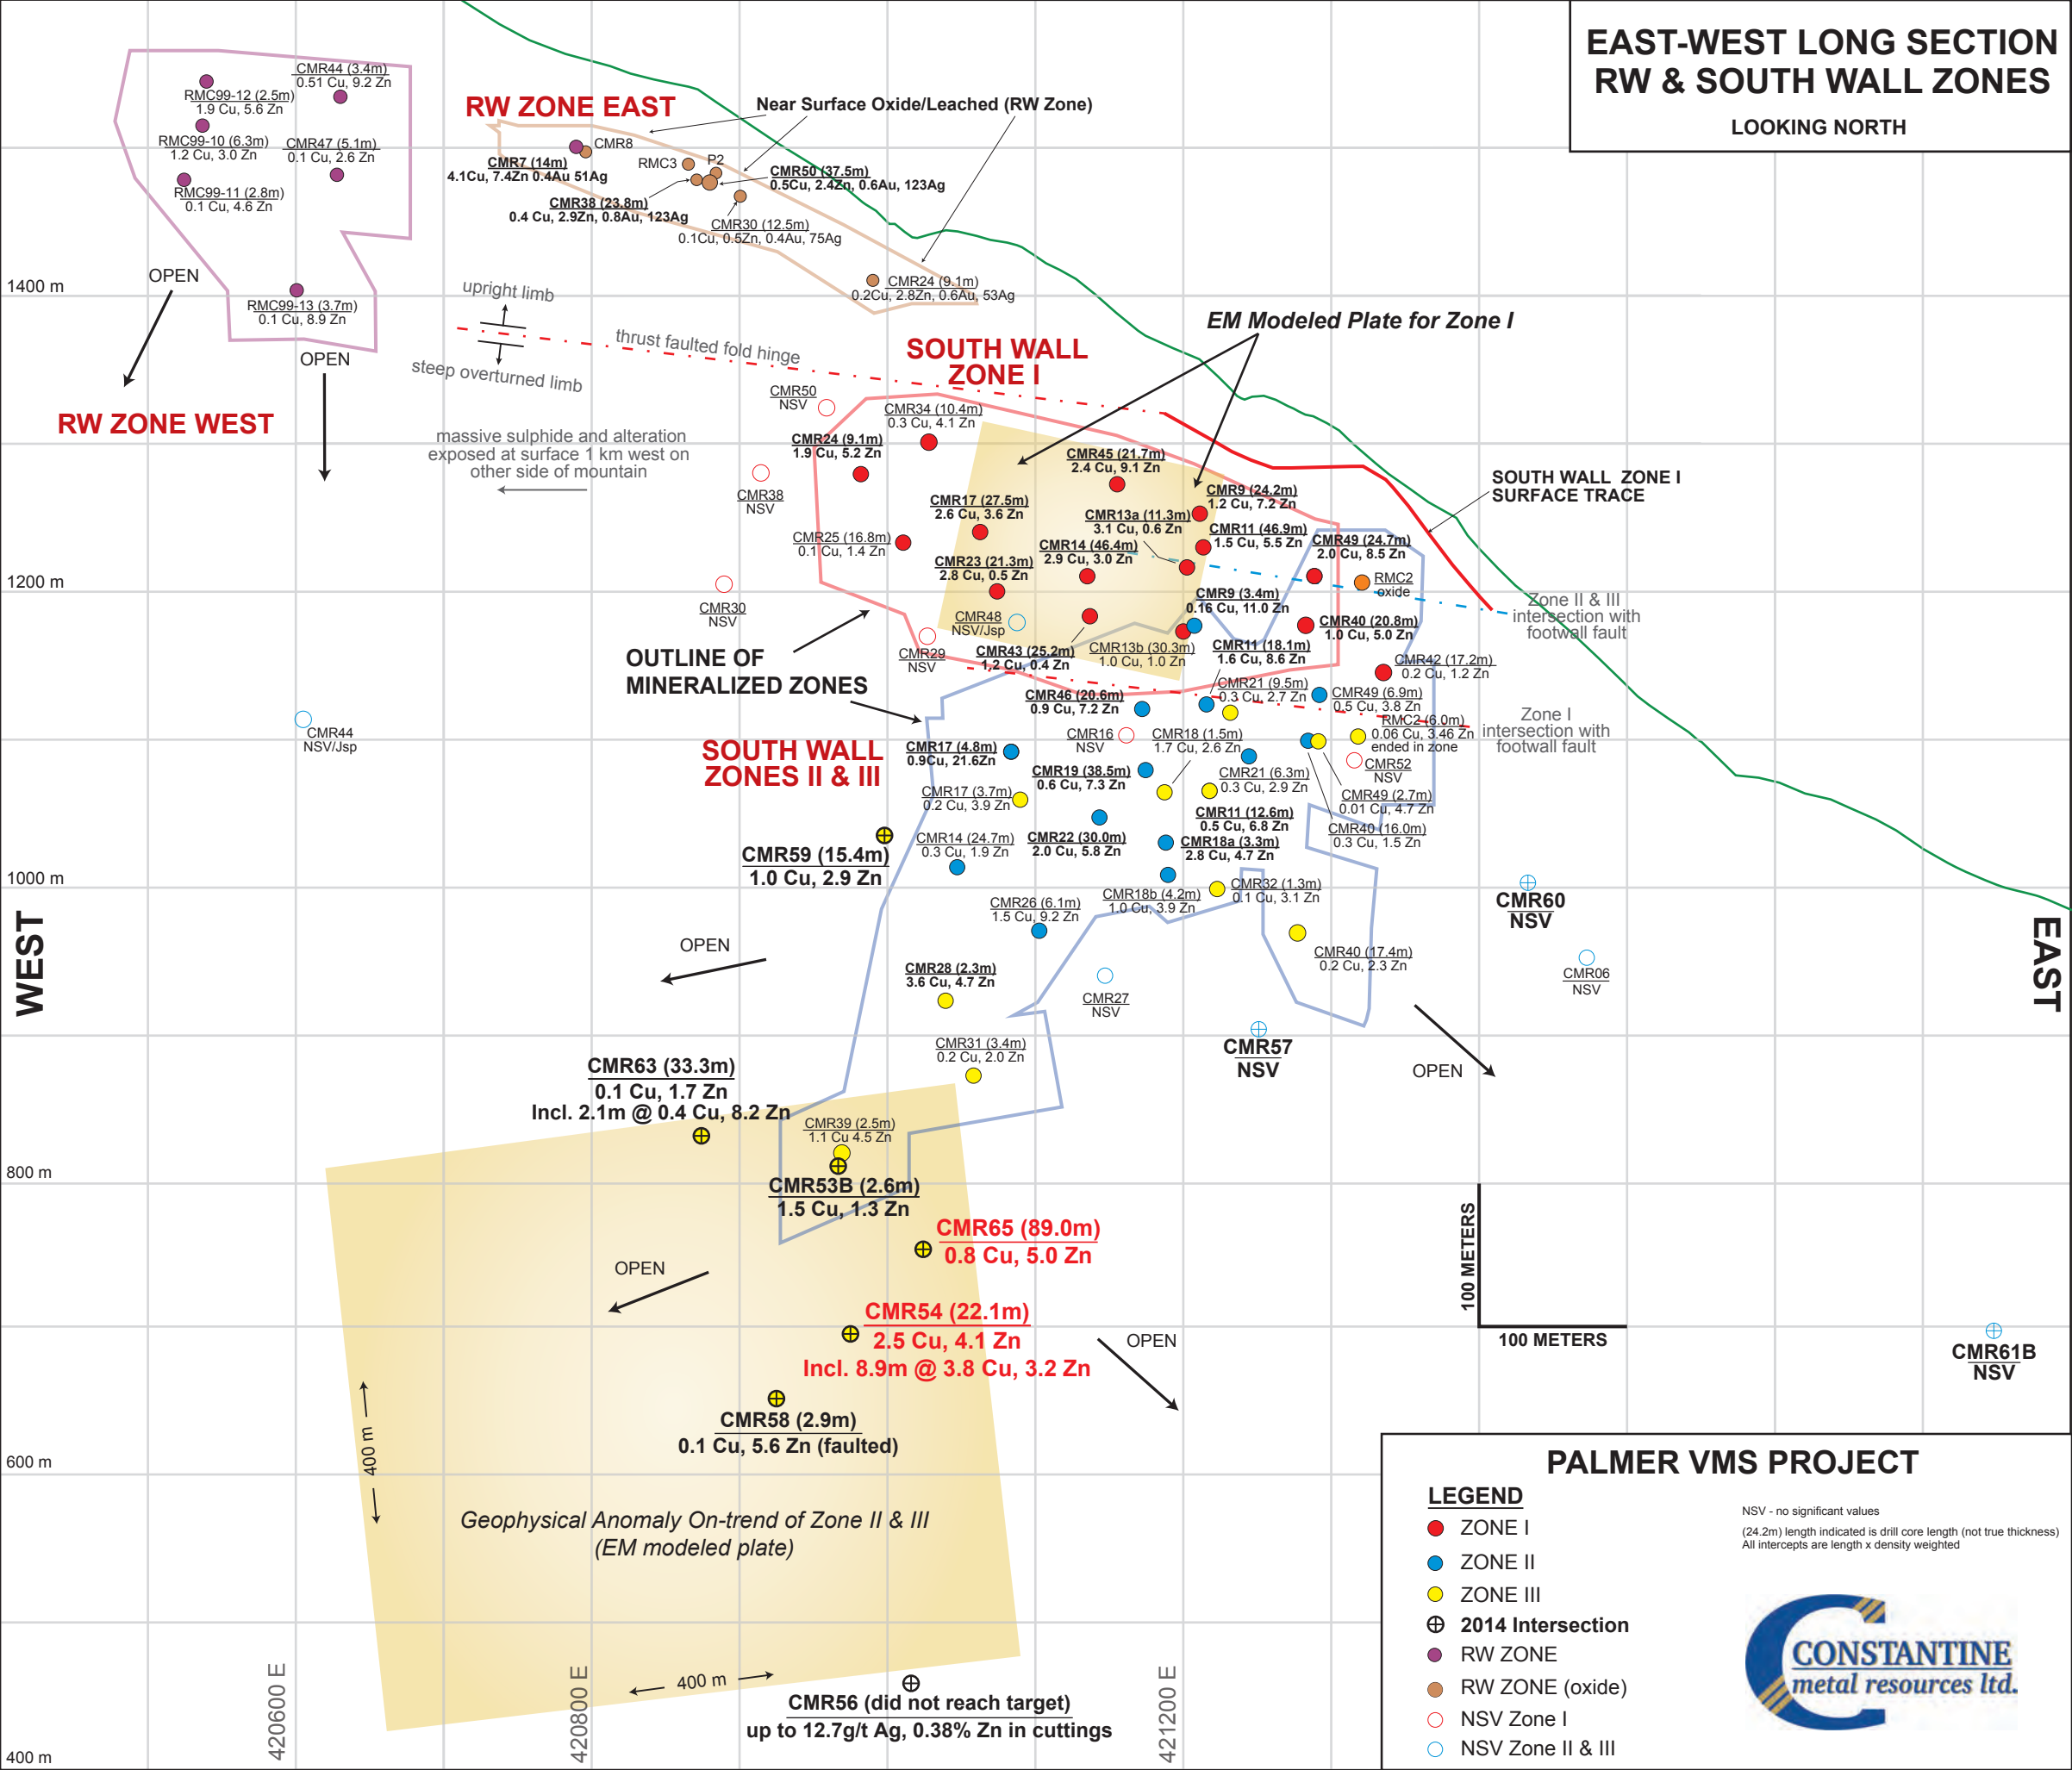 EAST-WEST LONG SECTION
RW & SOUTH WALL ZONES
LOOKING NORTH
CMR44 (3.4m)
0.51 Cu, 9.2 Zn
RMC99-12 (2.5m)
1.9 Cu, 5.6 Zn
RMC99-10 (6.3m)
1.2 Cu, 3.0 Zn
CMR47 (5.1m)
0.1 Cu, 2.6 Zn
RMC99-11 (2.8m)
0.1 Cu, 4.6 Zn
RMC99-13 (3.7m)
0.1 Cu, 8.9 Zn
OPEN
OPEN
RW ZONE WEST
RW ZONE EAST
Near Surface Oxide/Leached (RW Zone)
CMR8
CMR7 (14m)
4.1Cu, 7.4Zn 0.4Au 51Ag
RMC3
P2
CMR50 (37.5m)
0.5Cu, 2.4Zn, 0.6Au, 123Ag
CMR38 (23.8m)
0.4 Cu, 2.9Zn, 0.8Au, 123Ag
CMR30 (12.5m)
0.1Cu, 0.5Zn, 0.4Au, 75Ag
CMR24 (9.1m)
0.2Cu, 2.8Zn, 0.6Au, 53Ag
1400 m
upright limb
thrust faulted fold hinge
steep overturned limb
EM Modeled Plate for Zone I
SOUTH WALL
ZONE I
massive sulphide and alteration
exposed at surface 1 km west on
other side of mountain
CMR50
NSV
CMR34 (10.4m)
0.3 Cu, 4.1 Zn
CMR24 (9.1m)
1.9 Cu, 5.2 Zn
CMR38
NSV
CMR45 (21.7m)
2.4 Cu, 9.1 Zn
CMR17 (27.5m)
2.6 Cu, 3.6 Zn
CMR9 (24.2m)
1.2 Cu, 7.2 Zn
CMR13a (11.3m)
3.1 Cu, 0.6 Zn
CMR11 (46.9m)
1.5 Cu, 5.5 Zn
CMR25 (16.8m)
0.1 Cu, 1.4 Zn
CMR14 (46.4m)
2.9 Cu, 3.0 Zn
CMR49 (24.7m)
2.0 Cu, 8.5 Zn
CMR23 (21.3m)
2.8 Cu, 0.5 Zn
RMC2
oxide
SOUTH WALL ZONE I
SURFACE TRACE
1200 m
CMR30
NSV
CMR9 (3.4m)
0.16 Cu, 11.0 Zn
CMR48
NSV/Jsp
CMR29
NSV
CMR43 (25.2m)
1.2 Cu, 0.4 Zn
CMR13b (30.3m)
1.0 Cu, 1.0 Zn
CMR40 (20.8m)
1.0 Cu, 5.0 Zn
CMR11 (18.1m)
1.6 Cu, 8.6 Zn
CMR42 (17.2m)
0.2 Cu, 1.2 Zn
Zone II & III
intersection with
footwall fault
OUTLINE OF
MINERALIZED ZONES
CMR46 (20.6m)
0.9 Cu, 7.2 Zn
CMR21 (9.5m)
0.3 Cu, 2.7 Zn
CMR49 (6.9m)
0.5 Cu, 3.8 Zn
RMC2 (6.0m)
0.06 Cu, 3.46 Zn
ended in zone
Zone I
intersection with
footwall fault
CMR44
NSV/Jsp
SOUTH WALL
ZONES II & III
CMR17 (4.8m)
0.9Cu, 21.6Zn
CMR16
NSV
CMR18 (1.5m)
1.7 Cu, 2.6 Zn
CMR52
NSV
CMR19 (38.5m)
0.6 Cu, 7.3 Zn
CMR21 (6.3m)
0.3 Cu, 2.9 Zn
CMR17 (3.7m)
0.2 Cu, 3.9 Zn
CMR49 (2.7m)
0.01 Cu, 4.7 Zn
CMR11 (12.6m)
0.5 Cu, 6.8 Zn
CMR40 (16.0m)
0.3 Cu, 1.5 Zn
CMR14 (24.7m)
0.3 Cu, 1.9 Zn
CMR22 (30.0m)
2.0 Cu, 5.8 Zn
CMR18a (3.3m)
2.8 Cu, 4.7 Zn
CMR59 (15.4m)
1.0 Cu, 2.9 Zn
1000 m
CMR18b (4.2m)
1.0 Cu, 3.9 Zn
CMR32 (1.3m)
0.1 Cu, 3.1 Zn
CMR26 (6.1m)
1.5 Cu, 9.2 Zn
CMR60
NSV
WEST
EAST
OPEN
CMR40 (17.4m)
0.2 Cu, 2.3 Zn
CMR28 (2.3m)
3.6 Cu, 4.7 Zn
CMR27
NSV
CMR06
NSV
CMR31 (3.4m)
0.2 Cu, 2.0 Zn
CMR57
NSV
OPEN
CMR63 (33.3m)
0.1 Cu, 1.7 Zn
Incl. 2.1m @ 0.4 Cu, 8.2 Zn
CMR39 (2.5m)
1.1 Cu 4.5 Zn
800 m
CMR53B (2.6m)
1.5 Cu, 1.3 Zn
CMR65 (89.0m)
0.8 Cu, 5.0 Zn
OPEN
CMR54 (22.1m)
2.5 Cu, 4.1 Zn
Incl. 8.9m @ 3.8 Cu, 3.2 Zn
OPEN
100 METERS
100 METERS
CMR61B
NSV
CMR58 (2.9m)
0.1 Cu, 5.6 Zn (faulted)
400 m
600 m
Geophysical Anomaly On-trend of Zone II & III
(EM modeled plate)
400 m
CMR56 (did not reach target)
up to 12.7g/t Ag, 0.38% Zn in cuttings
420600 E
420800 E
421200 E
400 m
PALMER VMS PROJECT
LEGEND
ZONE I
ZONE II
ZONE III
2014 Intersection
RW ZONE
RW ZONE (oxide)
NSV Zone I
NSV Zone II & III
NSV - no significant values
(24.2m) length indicated is drill core length (not true thickness)
All intercepts are length x density weighted
CONSTANTINE
metal resources ltd.